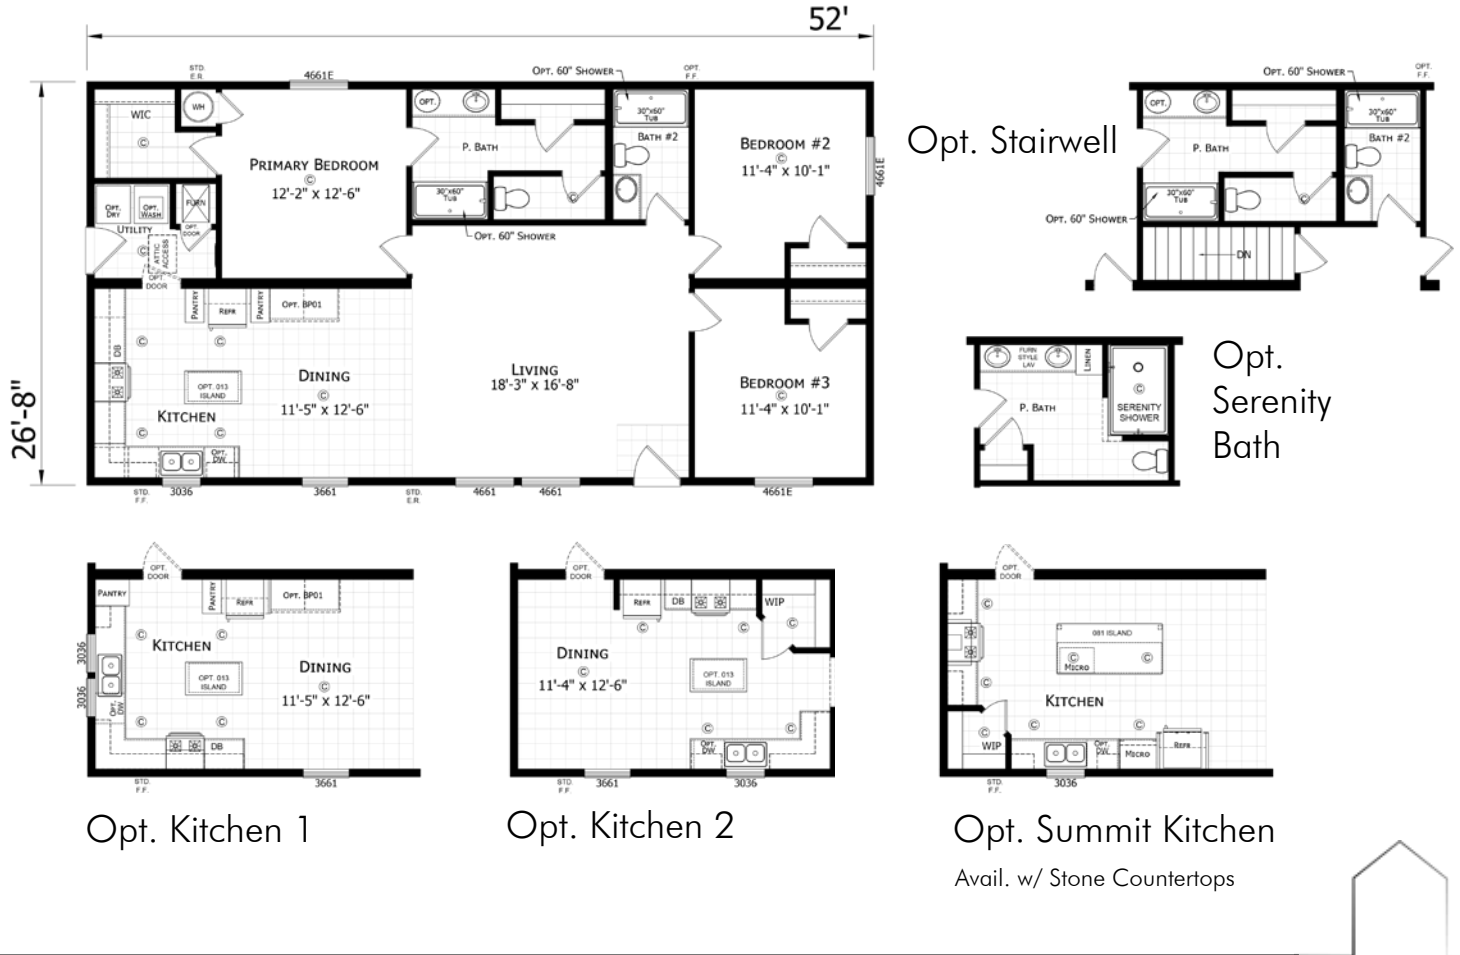 52'
26'-8"
STD.
E.R.
4661E
OPT. 60" SHOWER
OPT.
F.F.
WIC
WH
C
PRIMARY BEDROOM
C
12'-2" X 12'-6"
OPT.
P. BATH
30"x60"
TUB
C
OPT. 60" SHOWER
30"x60"
TUB
BATH #2
BEDROOM #2
C
11'-4" X 10'-1"
4661E
OPT.
DRY
OPT.
WASH
FURN
UTILITY
OPT.
DOOR
C
ATTIC
ACCESS
OPT.
DOOR
PANTRY
REFR
PANTRY
OPT. BP01
C
C
DB
OPT. 013
ISLAND
KITCHEN
C
C
OPT.
DW
DINING
C
11'-5" X 12'-6"
LIVING
18'-3" X 16'-8"
BEDROOM #3
C
11'-4" X 10'-1"
STD.
F.F.
3036
3661
STD.
E.R.
4661
4661
4661E
Opt. Stairwell
OPT. 60" SHOWER
OPT.
F.F.
OPT.
P. BATH
30"x60"
TUB
BATH #2
30"x60"
TUB
C
OPT. 60" SHOWER
DN
FURN
STYLE
LAV
LINEN
P. BATH
C
SERENITY
SHOWER
Opt.
Serenity
Bath
OPT.
DOOR
PANTRY
PANTRY
REFR
OPT. BP01
C
C
KITCHEN
3036
3036
OPT.
DW
OPT. 013
ISLAND
DINING
C
11'-5" X 12'-6"
C
C
DB
STD.
F.F.
3661
Opt. Kitchen 1
OPT.
DOOR
REFR
DB
WIP
C
C
C
DINING
C
11'-4" X 12'-6"
OPT. 013
ISLAND
C
C
OPT.
DW
STD.
F.F.
3661
3036
Opt. Kitchen 2
OPT.
DOOR
C
081 ISLAND
C
MICRO
C
C
KITCHEN
C
C
C
WIP
OPT.
DW
MICRO
REFR
STD.
F.F.
3036
Opt. Summit Kitchen
Avail. w/ Stone Countertops